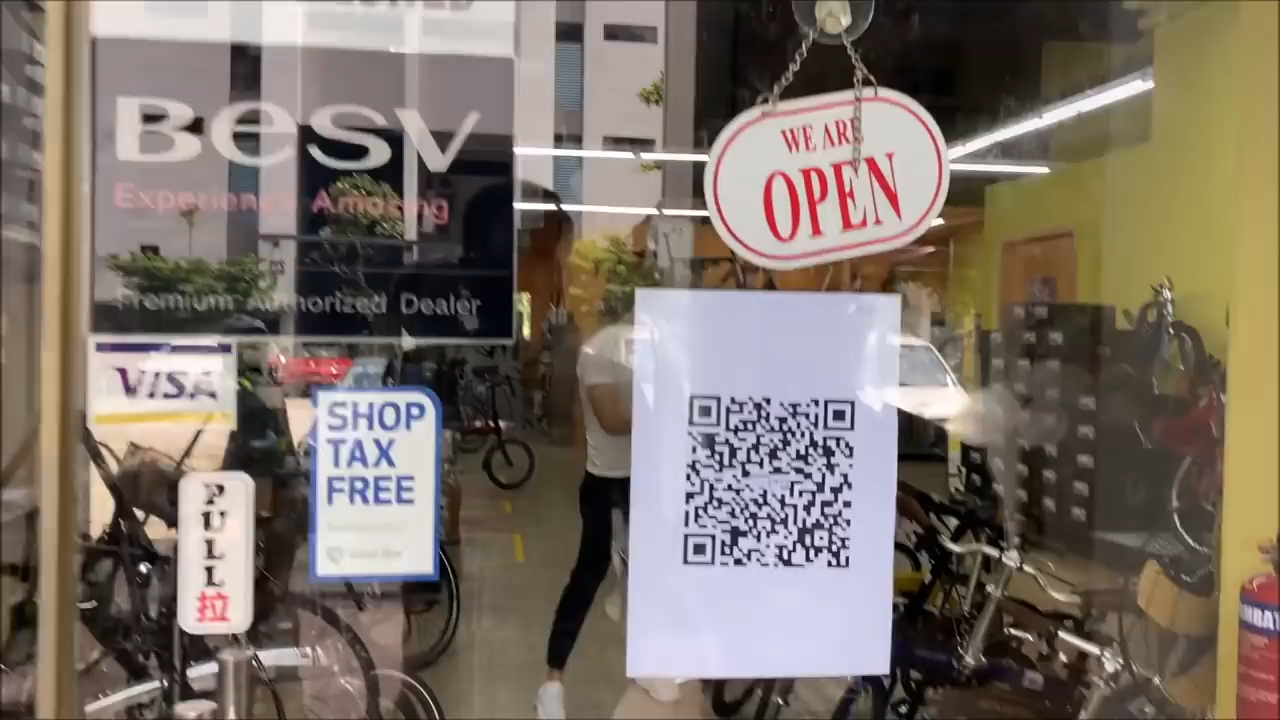 BESV
Experience Amazing
Premium Authorized Dealer
VISA
SHOP
TAX
FREE
PULL
拉
WE ARE
OPEN